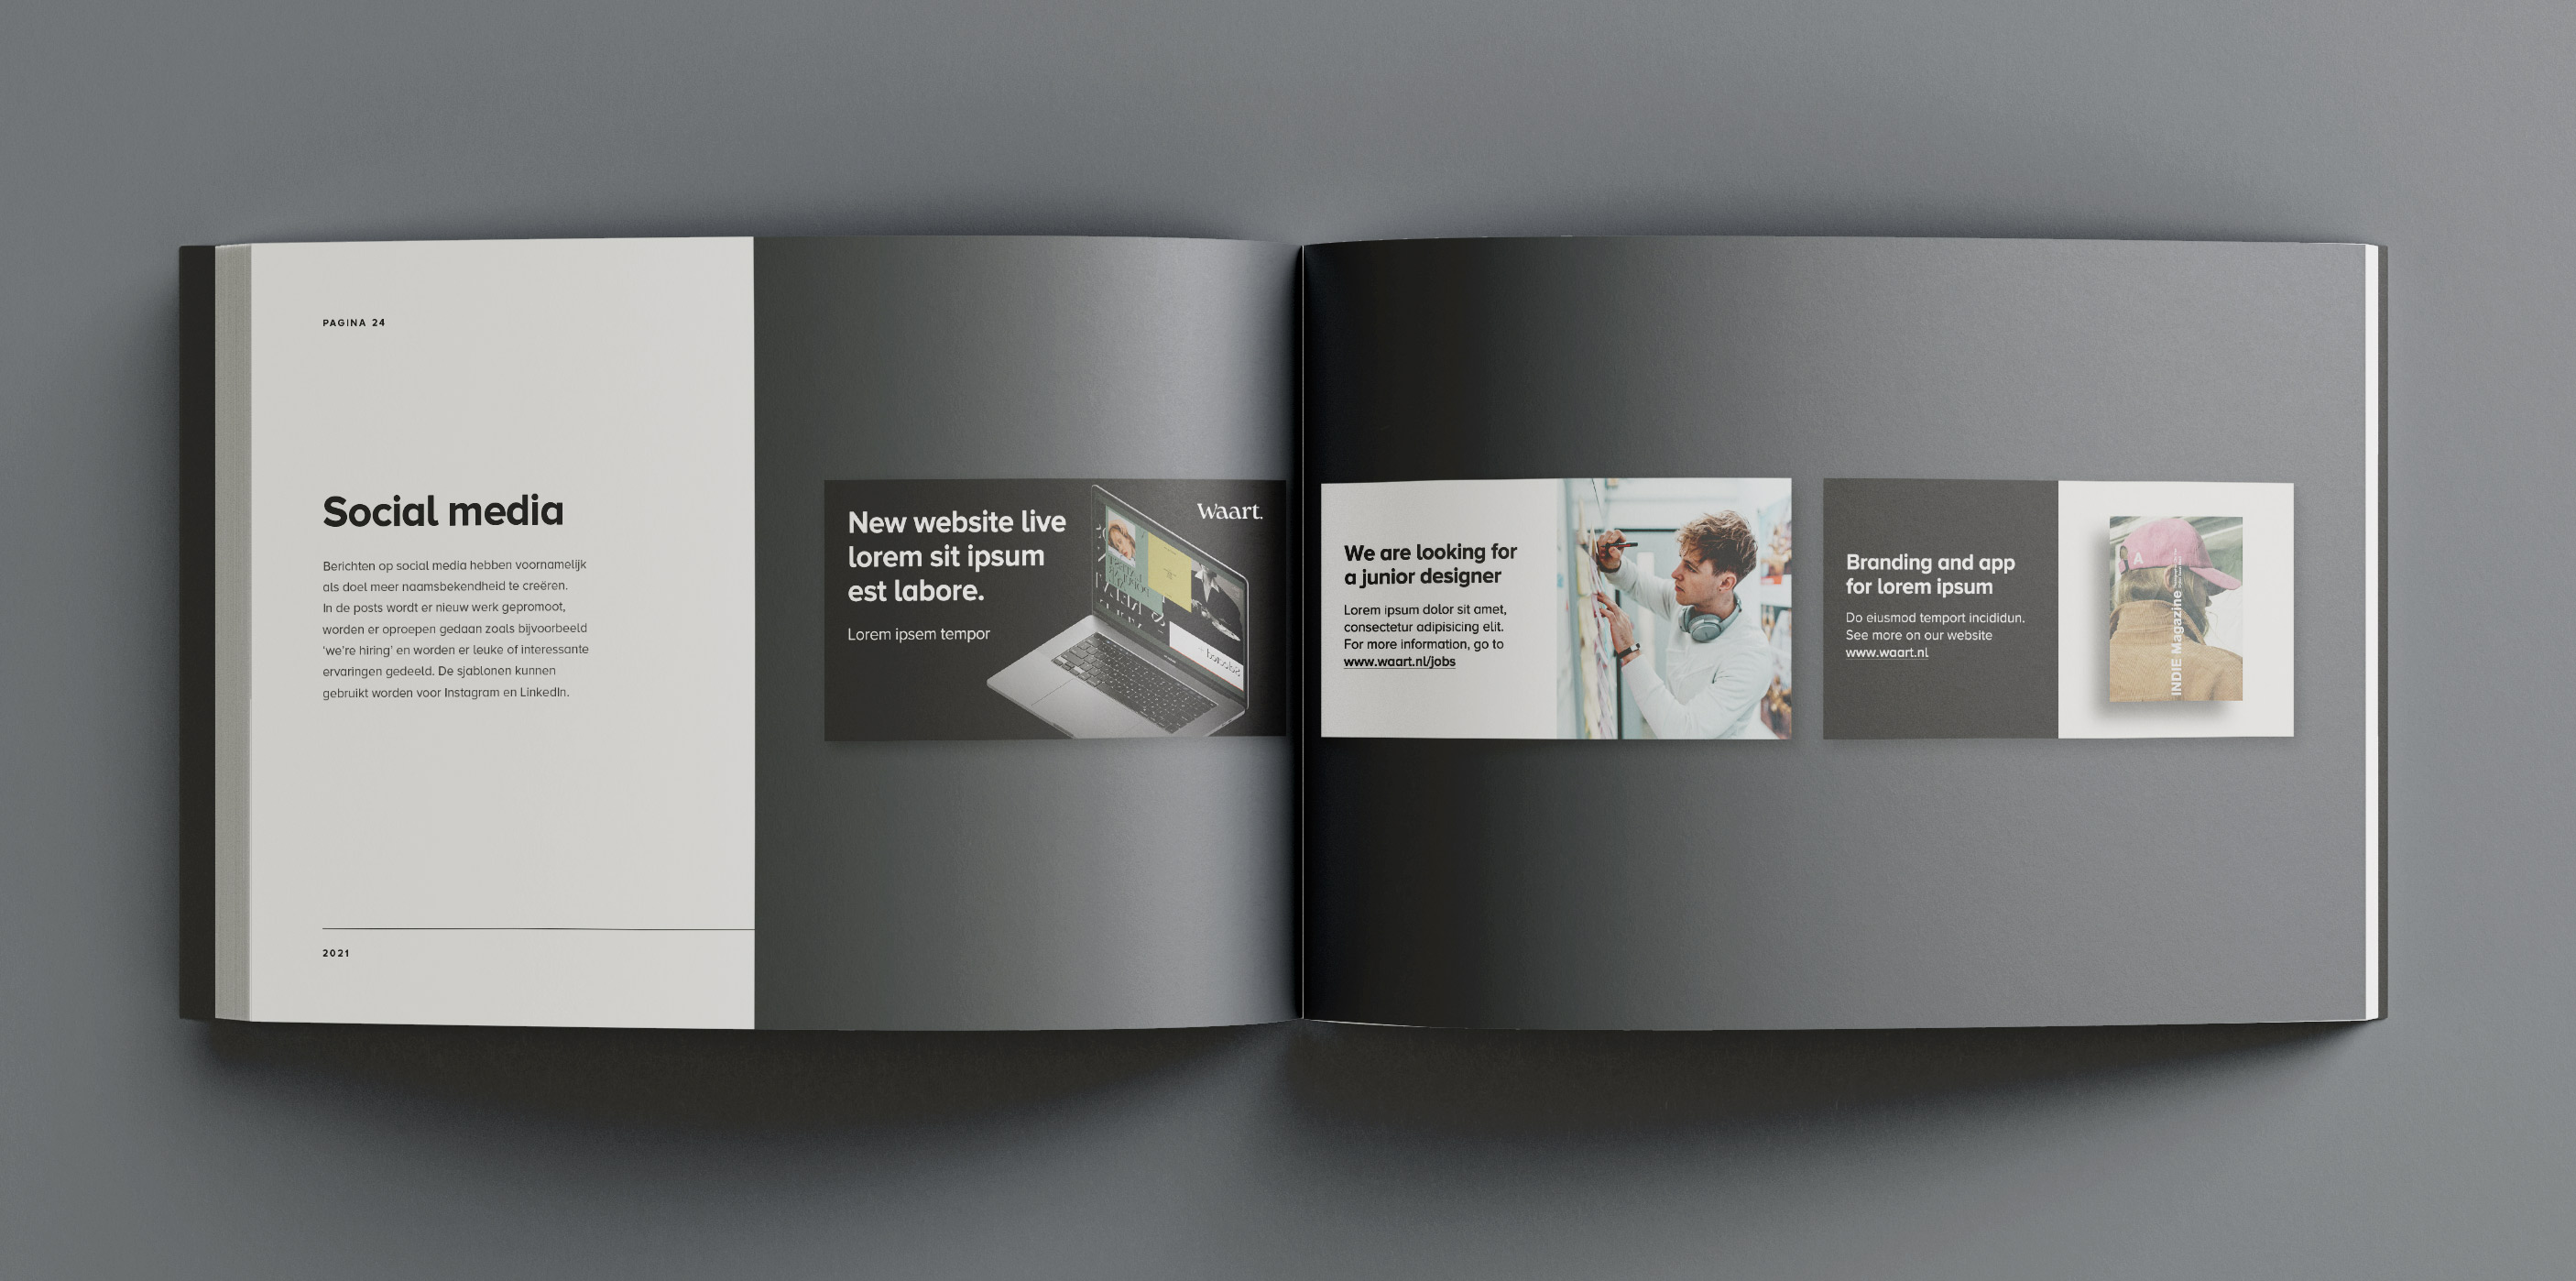 PAGINA 24
Social media
Berichten op social media hebben voornamelijk
als doel meer naamsbekendheid te creëren.
In de posts wordt er nieuw werk gepromoot,
worden er oproepen gedaan zoals bijvoorbeeld
‘we’re hiring’ en worden er leuke of interessante
ervaringen gedeeld. De sjablonen kunnen
gebruikt worden voor Instagram en LinkedIn.
2021
New website live
lorem sit ipsum
est labore.
Lorem ipsem tempor
Waart.
We are looking for
a junior designer
Lorem ipsum dolor sit amet,
consectetur adipisicing elit.
For more information, go to
www.waart.nl/jobs
Branding and app
for lorem ipsum
Do eiusmod temport incididun.
See more on our website
www.waart.nl
A
INDIE Magazine